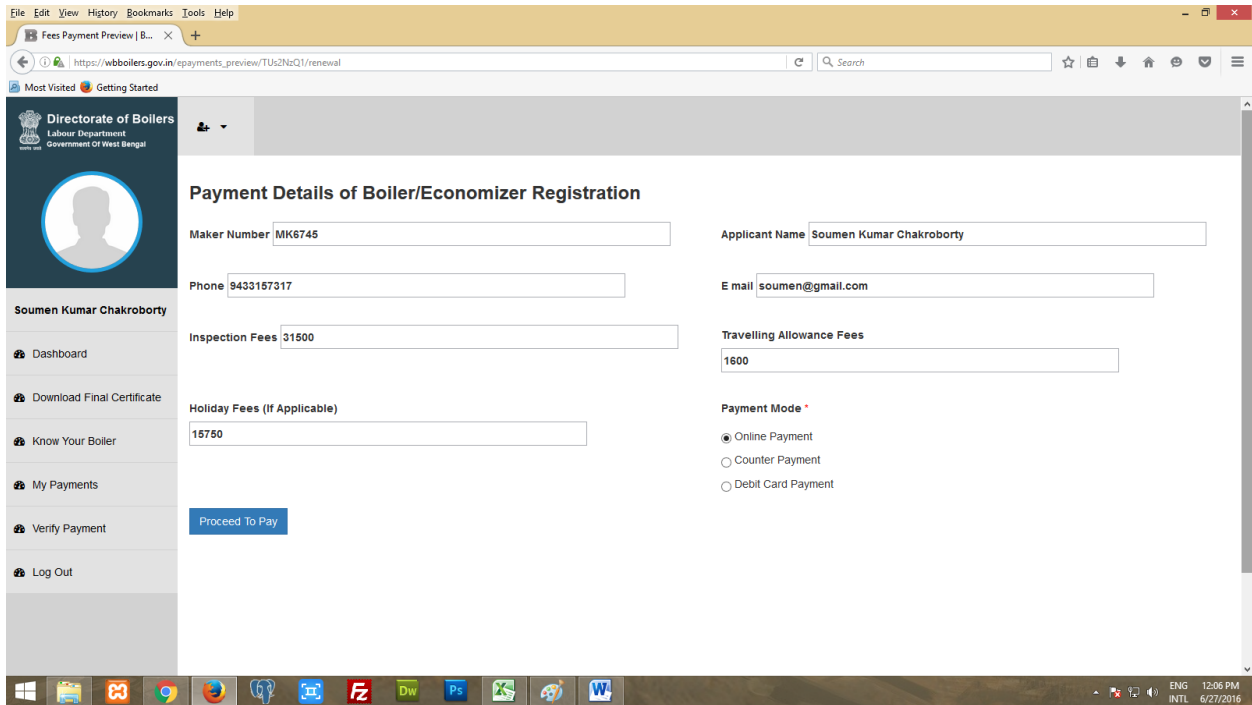 File Edit View History Bookmarks Tools Help
Fees Payment Preview | B...
https://wbboilers.gov.in/epayments_preview/TUs2NzQ1/renewal
Search
Most Visited Getting Started
Directorate of Boilers
Labour Department
Government Of West Bengal
Payment Details of Boiler/Economizer Registration
Maker Number MK6745
Applicant Name Soumen Kumar Chakroborty
Phone 9433157317
E mail soumen@gmail.com
Soumen Kumar Chakroborty
Inspection Fees 31500
Travelling Allowance Fees
1600
Dashboard
Download Final Certificate
Holiday Fees (If Applicable)
15750
Payment Mode *
Online Payment
Counter Payment
Debit Card Payment
Know Your Boiler
My Payments
Verify Payment
Log Out
Proceed To Pay
Fz
Dw
Ps
W
ENG 12:06 PM
INTL 6/27/2016